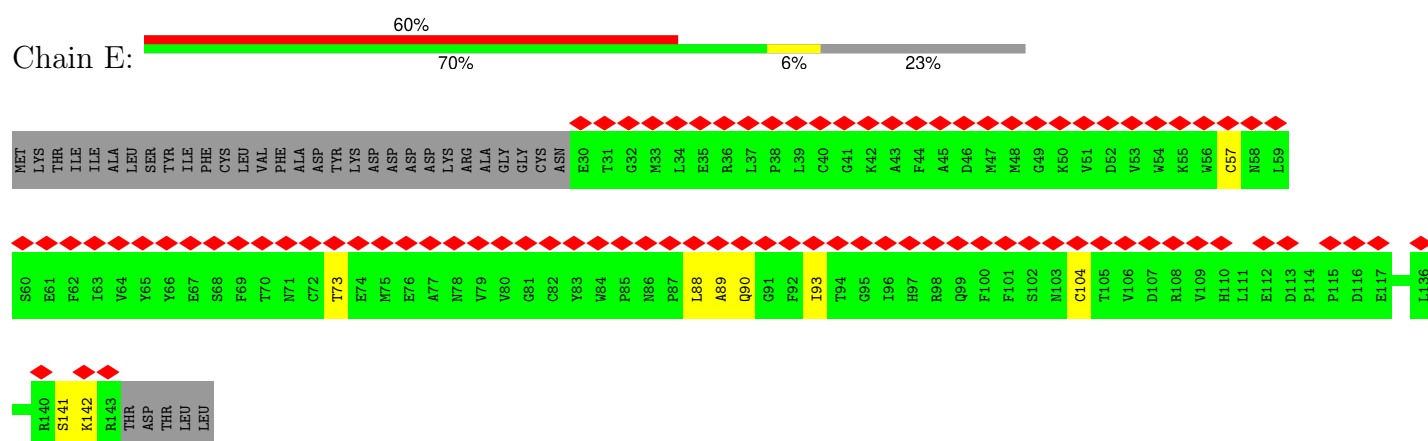 60%
Chain E:
70% 6% 23%
MET LYS THR ILE ILE ALA LEU SER TYR ILE PHE CYS LEU VAL PHE ALA ASP TYR LYS ASP ASP ASP ASP LYS ARG ALA GLY GLY CYS ASN E30 T31 G32 M33 L34 E35 R36 L37 P38 L39 C40 G41 K42 A43 F44 A45 D46 M47 M48 G49 K50 V51 D52 V53 W54 K55 W56 C57 N58 L59
S60 E61 F62 I63 V64 Y65 Y66 E67 S68 F69 T70 N71 C72 T73 E74 M75 E76 A77 N78 V79 V80 G81 C82 Y83 W84 P85 N86 P87 L88 A89 Q90 G91 F92 I93 T94 G95 I96 H97 R98 Q99 F100 F101 S102 N103 C104 T105 V106 D107 R108 V109 H110 L111 E112 D113 P114 P115 D116 E117 L136
R140 S141 K142 R143 THR ASP THR LEU LEU